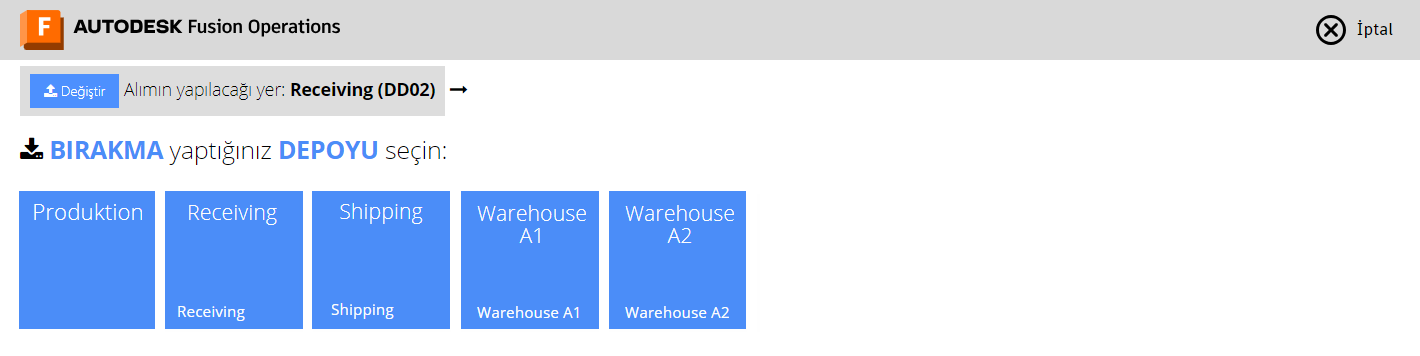 AUTODESK Fusion Operations
İptal
Değiştir Alımın yapılacağı yer: Receiving (DD02)
BIRAKMA yaptığınız DEPOYU seçin:
Produktion
Receiving
Receiving
Shipping
Shipping
Warehouse
A1
Warehouse A1
Warehouse
A2
Warehouse A2